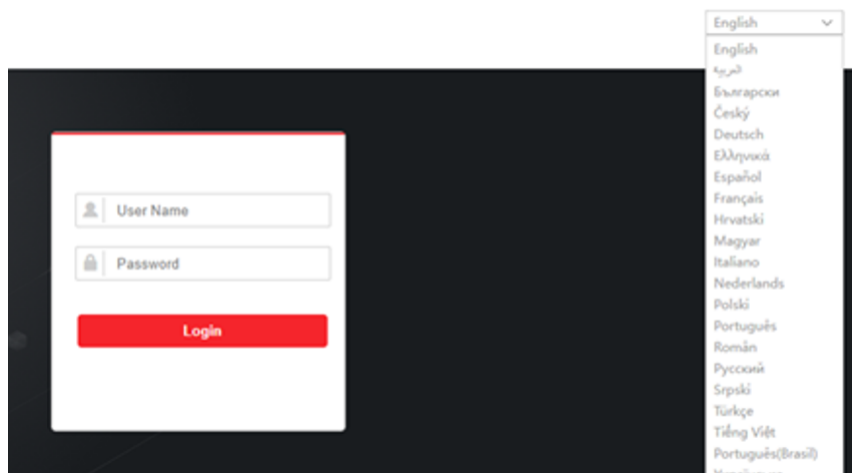 English
English
العربية
Български
Český
Deutsch
Ελληνικά
Español
Français
Hrvatski
Magyar
Italiano
Nederlands
Polski
Português
Român
Русский
Srpski
Türkçe
Tiếng Việt
Português(Brasil)
User Name
Password
Login